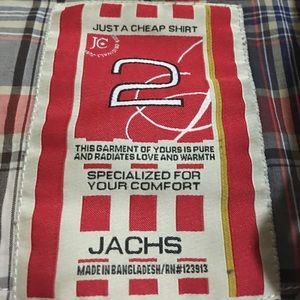 JUST A CHEAP SHIRT
JC
2
THIS GARMENT OF YOURS IS PURE
AND RADIATES LOVE AND WARMTH
SPECIALIZED FOR
YOUR COMFORT
JACHS
MADE IN BANGLADESH/RN#123913